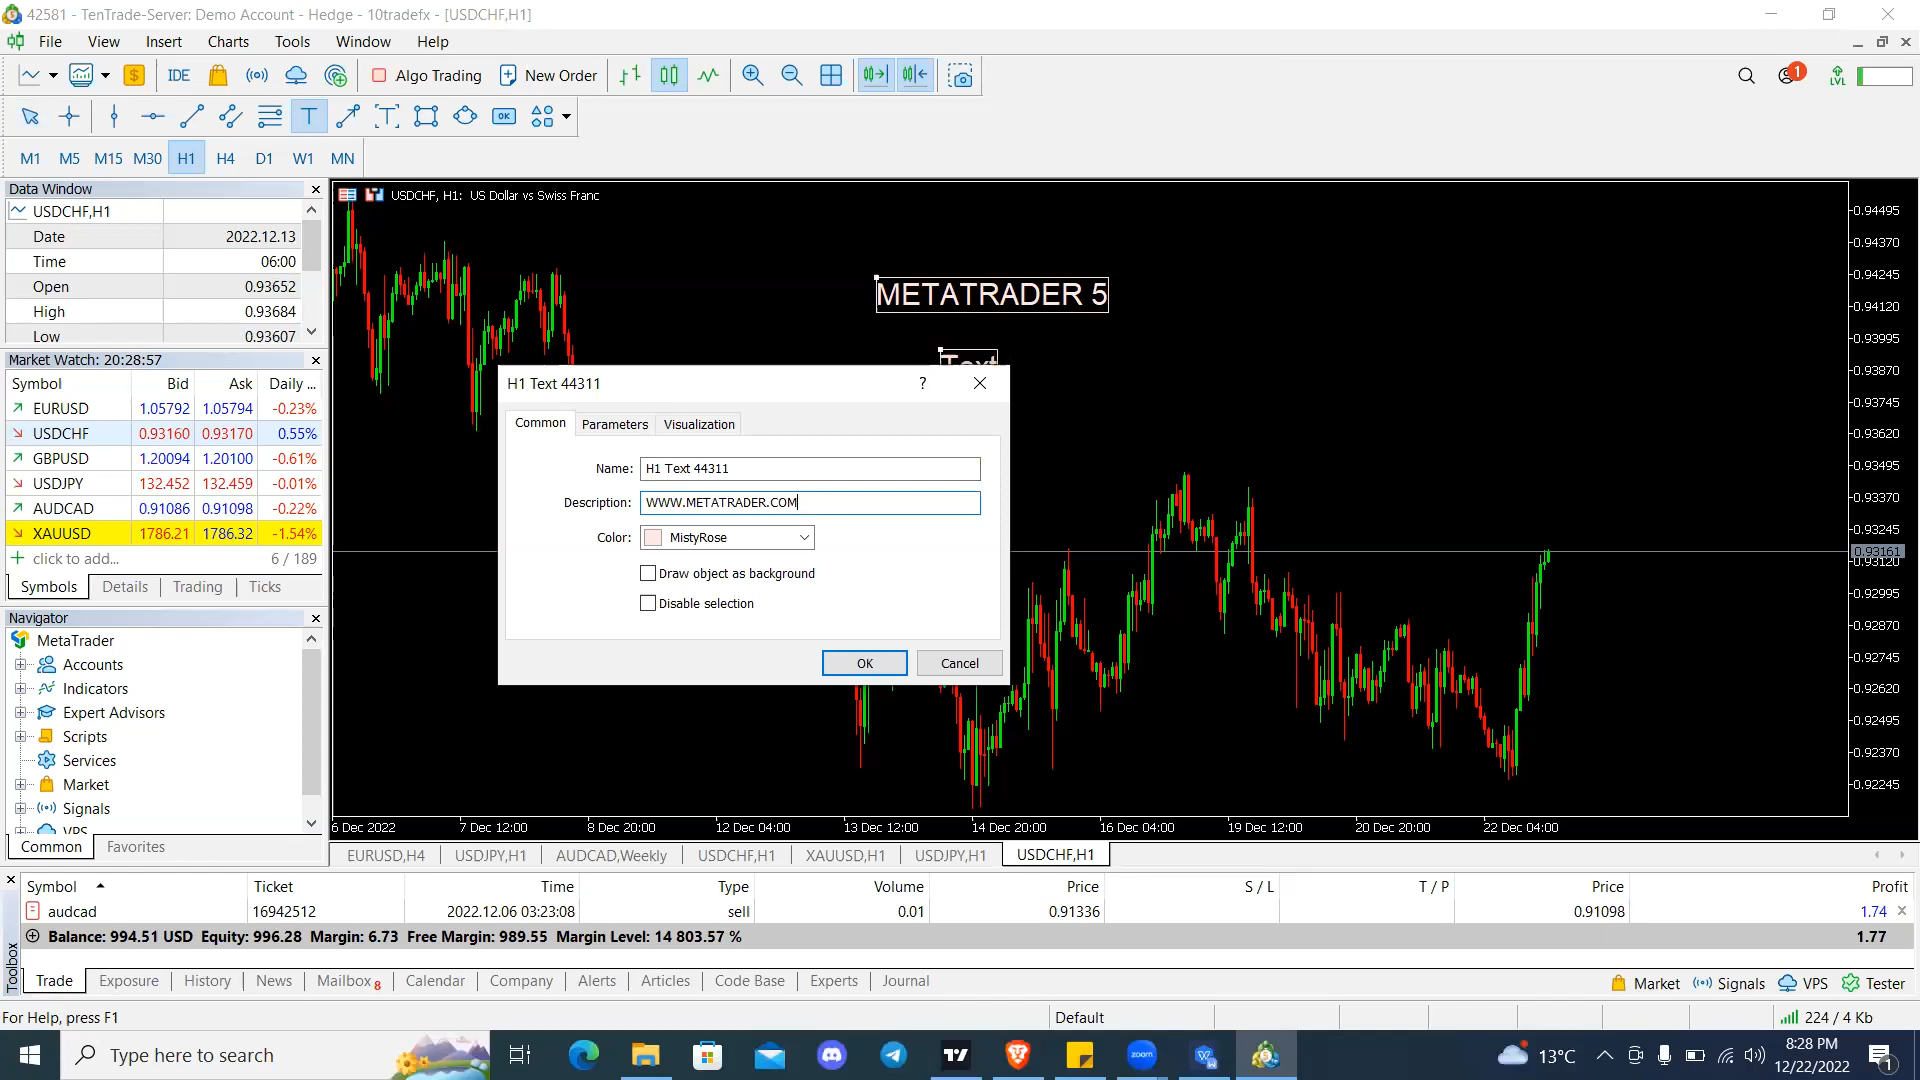 42581 - TenTrade-Server: Demo Account - Hedge - 10tradefx - [USDCHF,H1]
File View Insert Charts Tools Window Help
IDE Algo Trading New Order 1 LVL
T T OK
M1 M5 M15 M30 H1 H4 D1 W1 MN
Data Window
USDCHF,H1
Date 2022.12.13
Time 06:00
Open 0.93652
High 0.93684
Low 0.93607
Market Watch: 20:28:57
Symbol Bid Ask Daily ...
EURUSD 1.05792 1.05794 -0.23%
USDCHF 0.93160 0.93170 0.55%
GBPUSD 1.20094 1.20100 -0.61%
USDJPY 132.452 132.459 -0.01%
AUDCAD 0.91086 0.91098 -0.22%
XAUUSD 1786.21 1786.32 -1.54%
click to add... 6 / 189
Symbols Details Trading Ticks
Navigator
MetaTrader
Accounts
Indicators
Expert Advisors
Scripts
Services
Market
Signals
VPS
Common Favorites
USDCHF, H1: US Dollar vs Swiss Franc
METATRADER 5
Text
H1 Text 44311
?
Common Parameters Visualization
Name: H1 Text 44311
Description: WWW.METATRADER.COM
Color: MistyRose
Draw object as background
Disable selection
OK Cancel
0.94495
0.94370
0.94245
0.94120
0.93995
0.93870
0.93745
0.93620
0.93495
0.93370
0.93245
0.93161
0.93120
0.92995
0.92870
0.92745
0.92620
0.92495
0.92370
0.92245
6 Dec 2022 7 Dec 12:00 8 Dec 20:00 12 Dec 04:00 13 Dec 12:00 14 Dec 20:00 16 Dec 04:00 19 Dec 12:00 20 Dec 20:00 22 Dec 04:00
EURUSD,H4 USDJPY,H1 AUDCAD,Weekly USDCHF,H1 XAUUSD,H1 USDJPY,H1 USDCHF,H1
Symbol Ticket Time Type Volume Price S / L T / P Price Profit
audcad 16942512 2022.12.06 03:23:08 sell 0.01 0.91336 0.91098 1.74
Balance: 994.51 USD Equity: 996.28 Margin: 6.73 Free Margin: 989.55 Margin Level: 14 803.57 % 1.77
Toolbox
Trade Exposure History News Mailbox 8 Calendar Company Alerts Articles Code Base Experts Journal
Market Signals VPS Tester
For Help, press F1 Default 224 / 4 Kb
Type here to search
zoom
13°C
8:28 PM
12/22/2022
1